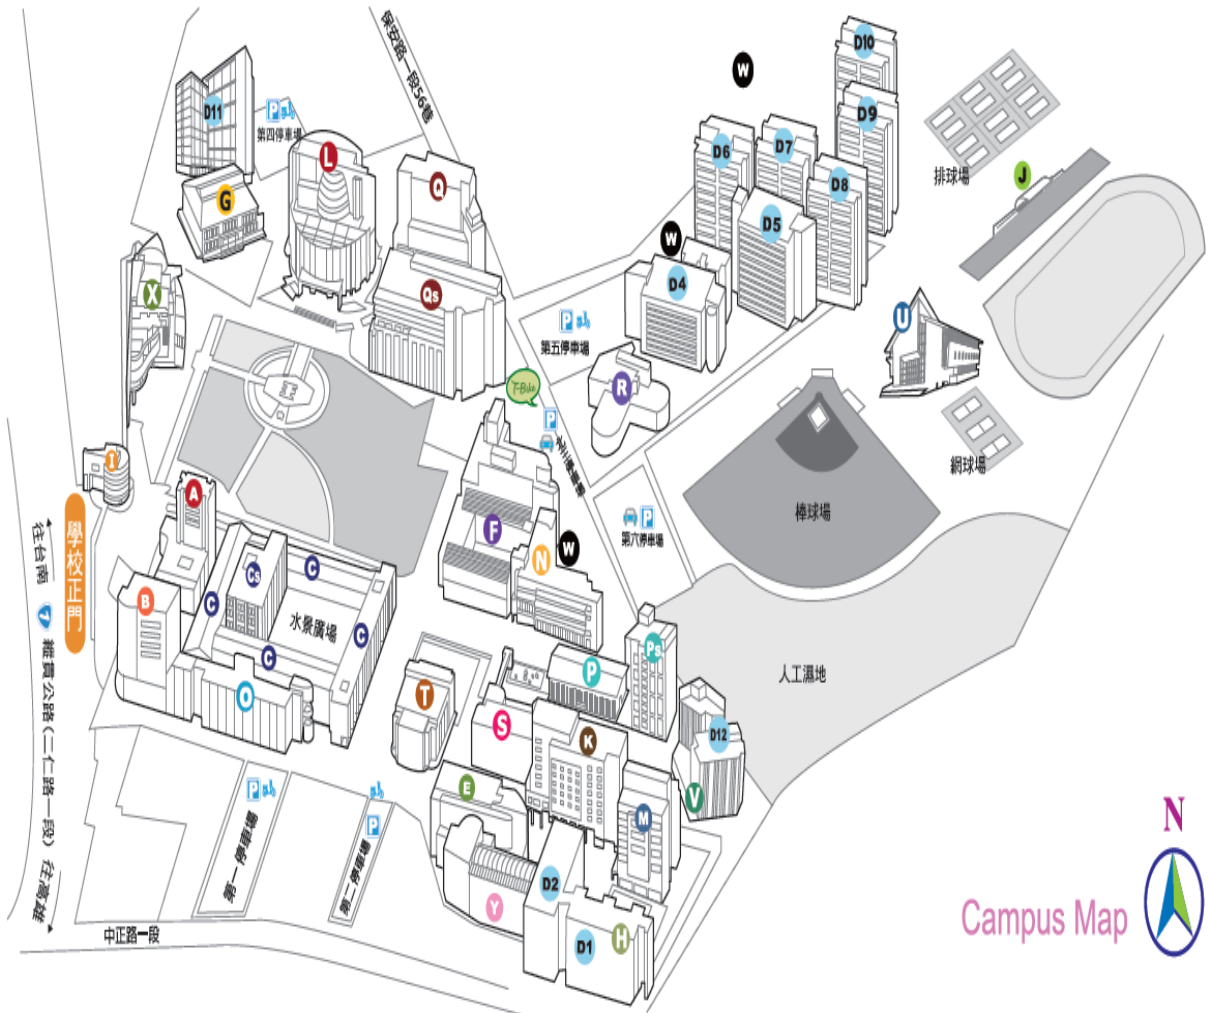 榮安路一段56巷
W
D10
D11
P
第四停車場
D9
L
D6
D7
Q
D8
排球場
J
G
D5
W
X
Qs
D4
P
第五停車場
U
T-Bike
R
P
I
網球場
A
棒球場
P
第六停車場
F
N
W
學校正門
往台南
7
縱貫公路(二仁路一段)
往高雄
Cs
C
C
B
水景廣場
C
C
O
P
Ps
人工濕地
T
S
K
D12
P
第一停車場
P
第二停車場
E
V
M
N
D2
Y
H
D1
Campus Map
中正路一段